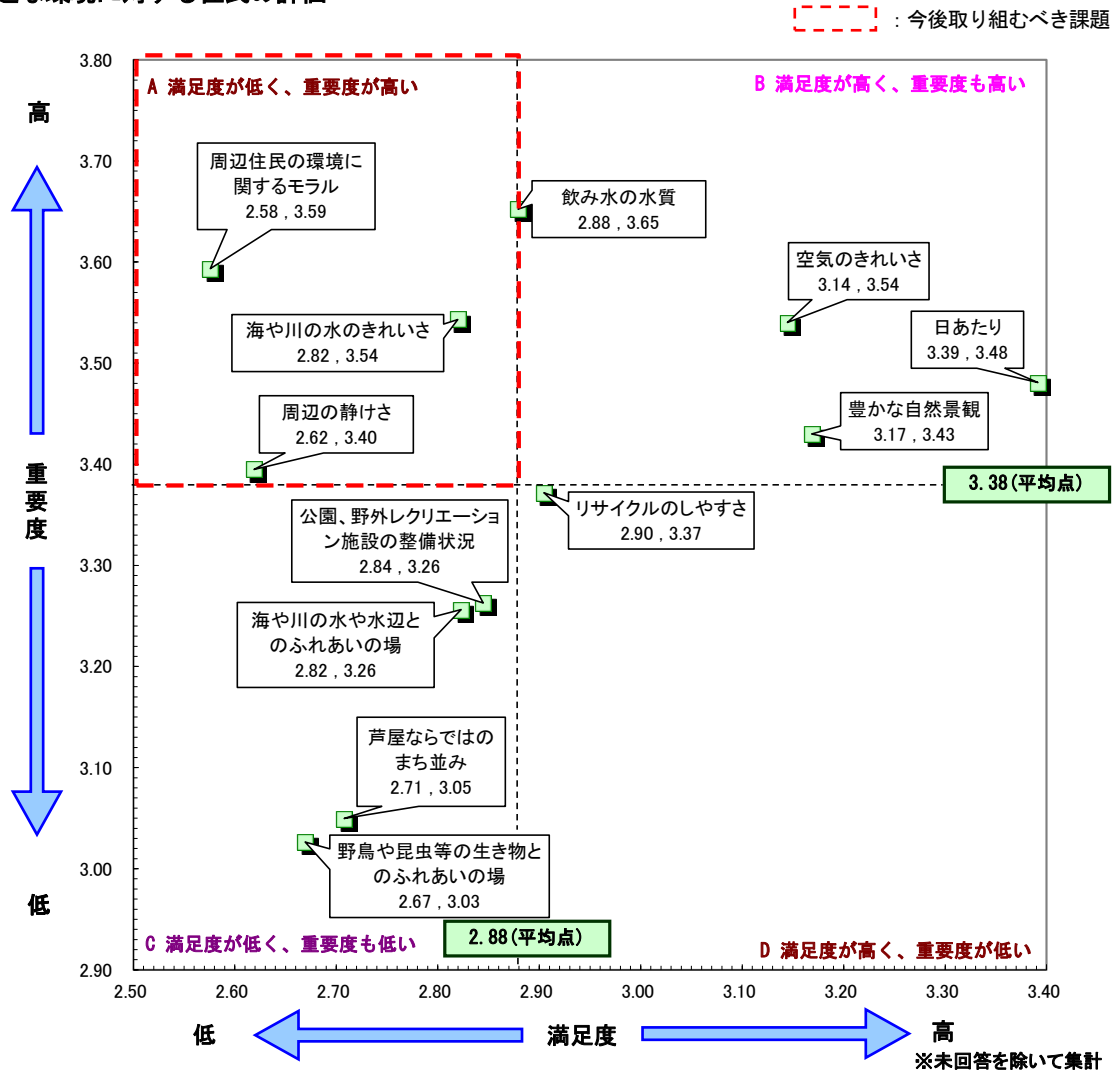 ：今後取り組むべき課題
3.80
3.70
3.60
3.50
3.40
3.30
3.20
3.10
3.00
2.90
高
重要度
低
A 満足度が低く、重要度が高い
B 満足度が高く、重要度も高い
周辺住民の環境に
関するモラル
2.58 , 3.59
飲み水の水質
2.88 , 3.65
空気のきれいさ
3.14 , 3.54
海や川の水のきれいさ
2.82 , 3.54
日あたり
3.39 , 3.48
周辺の静けさ
2.62 , 3.40
豊かな自然景観
3.17 , 3.43
3.38(平均点)
リサイクルのしやすさ
2.90 , 3.37
公園、野外レクリエーショ
ン施設の整備状況
2.84 , 3.26
海や川の水や水辺と
のふれあいの場
2.82 , 3.26
芦屋ならではの
まち並み
2.71 , 3.05
野鳥や昆虫等の生き物と
のふれあいの場
2.67 , 3.03
C 満足度が低く、重要度も低い
2.88(平均点)
D 満足度が高く、重要度が低い
2.50 2.60 2.70 2.80 2.90 3.00 3.10 3.20 3.30 3.40
低 満足度 高
※未回答を除いて集計